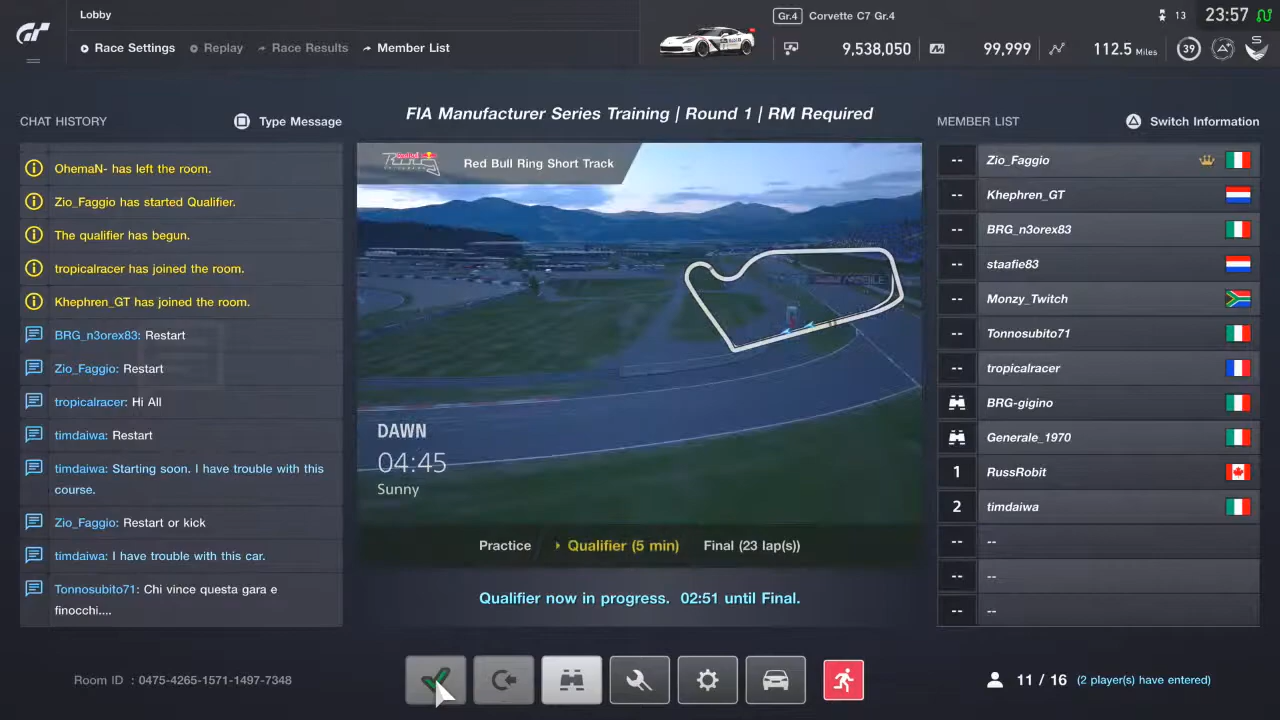 Lobby
Race Settings
Replay
Race Results
Member List
Gr.4
Corvette C7 Gr.4
13
23:57
9,538,050
99,999
112.5 Miles
39
S
CHAT HISTORY
Type Message
OhemaN- has left the room.
Zio_Faggio has started Qualifier.
The qualifier has begun.
tropicalracer has joined the room.
Khephren_GT has joined the room.
BRG_n3orex83: Restart
Zio_Faggio: Restart
tropicalracer: Hi All
timdaiwa: Restart
timdaiwa: Starting soon. I have trouble with this
course.
Zio_Faggio: Restart or kick
timdaiwa: I have trouble with this car.
Tonnosubito71: Chi vince questa gara e
finocchi....
FIA Manufacturer Series Training | Round 1 | RM Required
Red Bull Ring Short Track
DAWN
04:45
Sunny
Practice
Qualifier (5 min)
Final (23 lap(s))
Qualifier now in progress. 02:51 until Final.
MEMBER LIST
Switch Information
-- Zio_Faggio
-- Khephren_GT
-- BRG_n3orex83
-- staafie83
-- Monzy_Twitch
-- Tonnosubito71
-- tropicalracer
BRG-gigino
Generale_1970
1 RussRobit
2 timdaiwa
-- --
-- --
-- --
Room ID : 0475-4265-1571-1497-7348
11 / 16 (2 player(s) have entered)